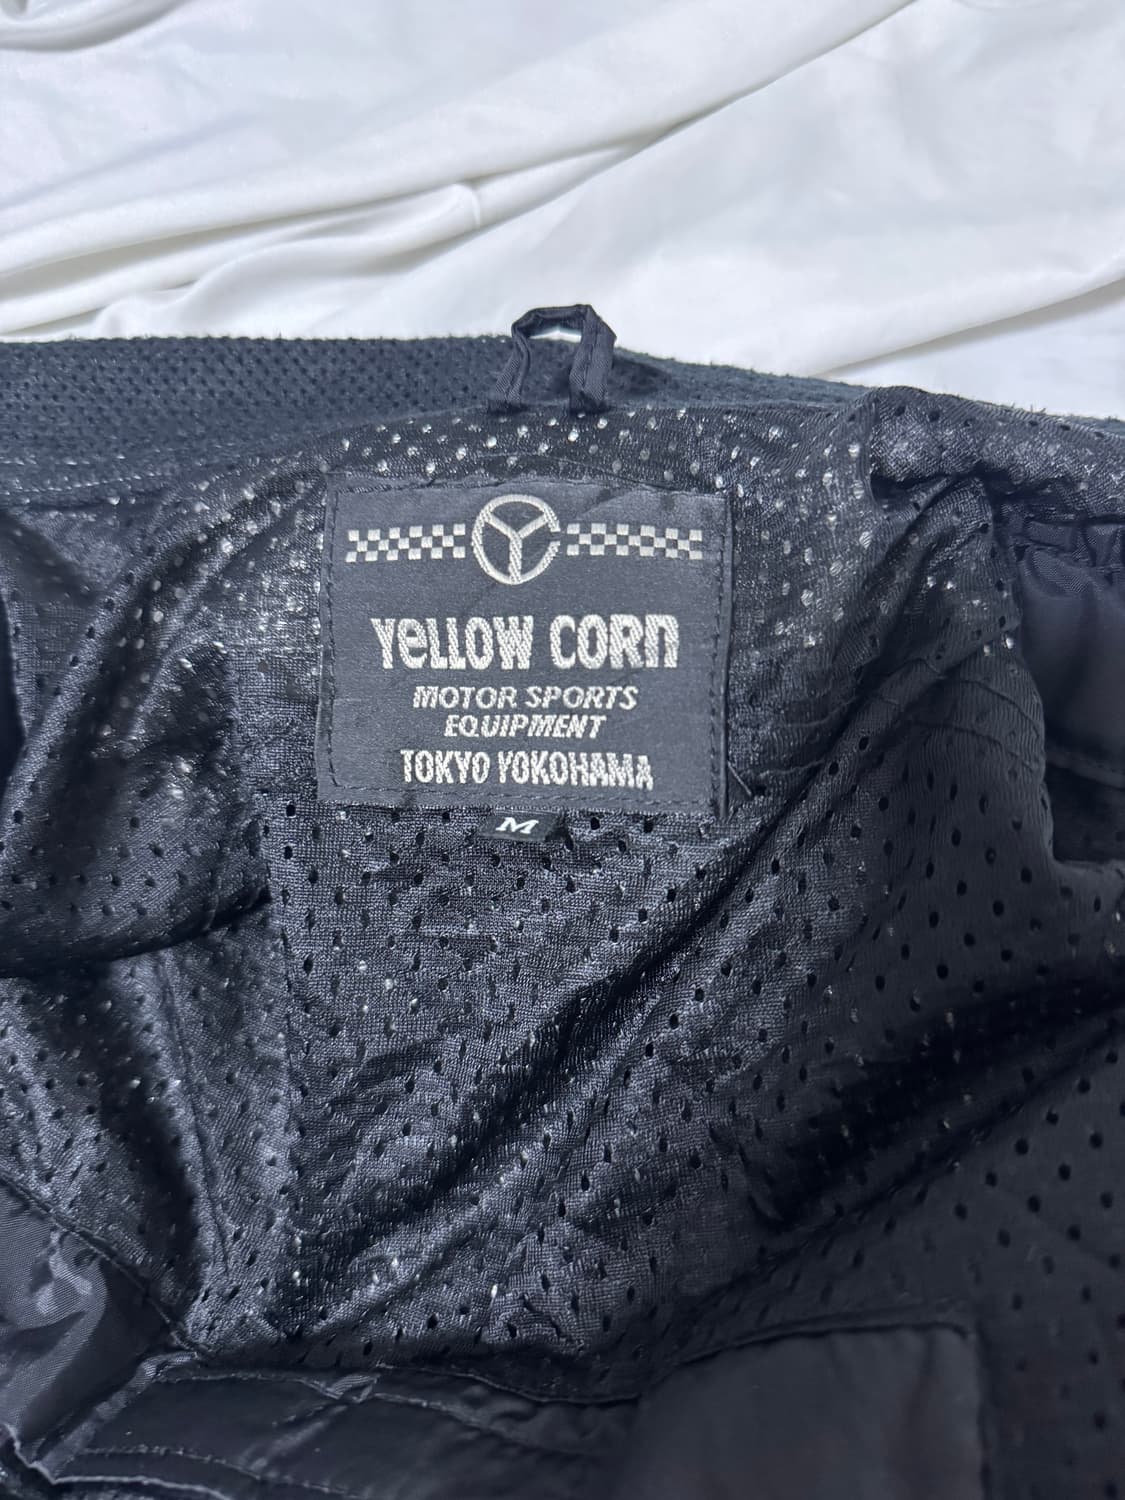 YeLLOW CORn
MOTOR SPORTS
EQUIPMENT
TOKYO YOKOHAMA
M